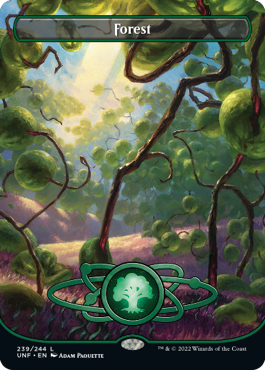 Forest
239/244 L
UNF • EN Adam Paquette
™ & © 2022 Wizards of the Coast